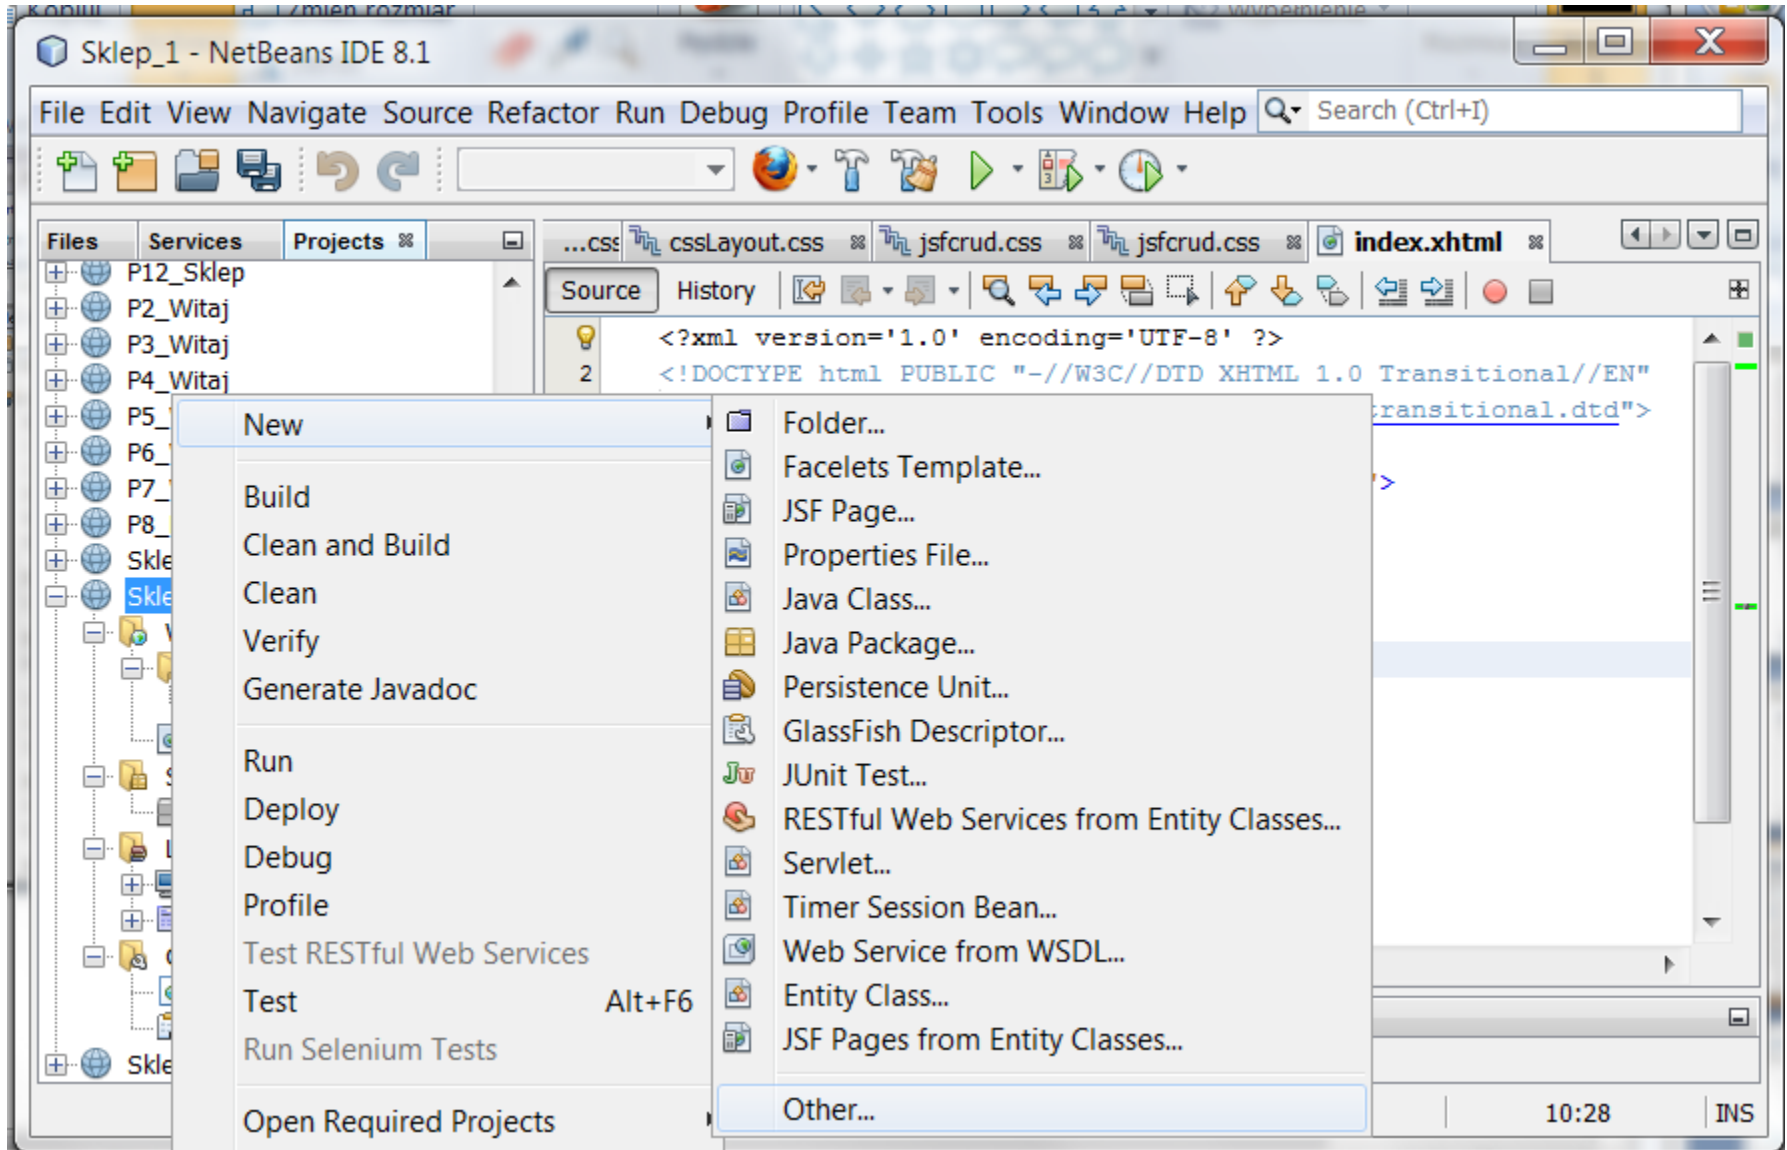 Sklep_1 - NetBeans IDE 8.1
File Edit View Navigate Source Refactor Run Debug Profile Team Tools Window Help Search (Ctrl+I)
Files Services Projects
...css cssLayout.css jsfcrud.css jsfcrud.css index.xhtml
Source History
P12_Sklep
P2_Witaj
P3_Witaj
P4_Witaj
P5_
P6_
P7_
P8_
Skle
Skle
Skle
<?xml version='1.0' encoding='UTF-8' ?>
2 <!DOCTYPE html PUBLIC "-//W3C//DTD XHTML 1.0 Transitional//EN"
transitional.dtd">
>
New
Build
Clean and Build
Clean
Verify
Generate Javadoc
Run
Deploy
Debug
Profile
Test RESTful Web Services
Test Alt+F6
Run Selenium Tests
Open Required Projects
Folder...
Facelets Template...
JSF Page...
Properties File...
Java Class...
Java Package...
Persistence Unit...
GlassFish Descriptor...
JUnit Test...
RESTful Web Services from Entity Classes...
Servlet...
Timer Session Bean...
Web Service from WSDL...
Entity Class...
JSF Pages from Entity Classes...
Other...
10:28 INS